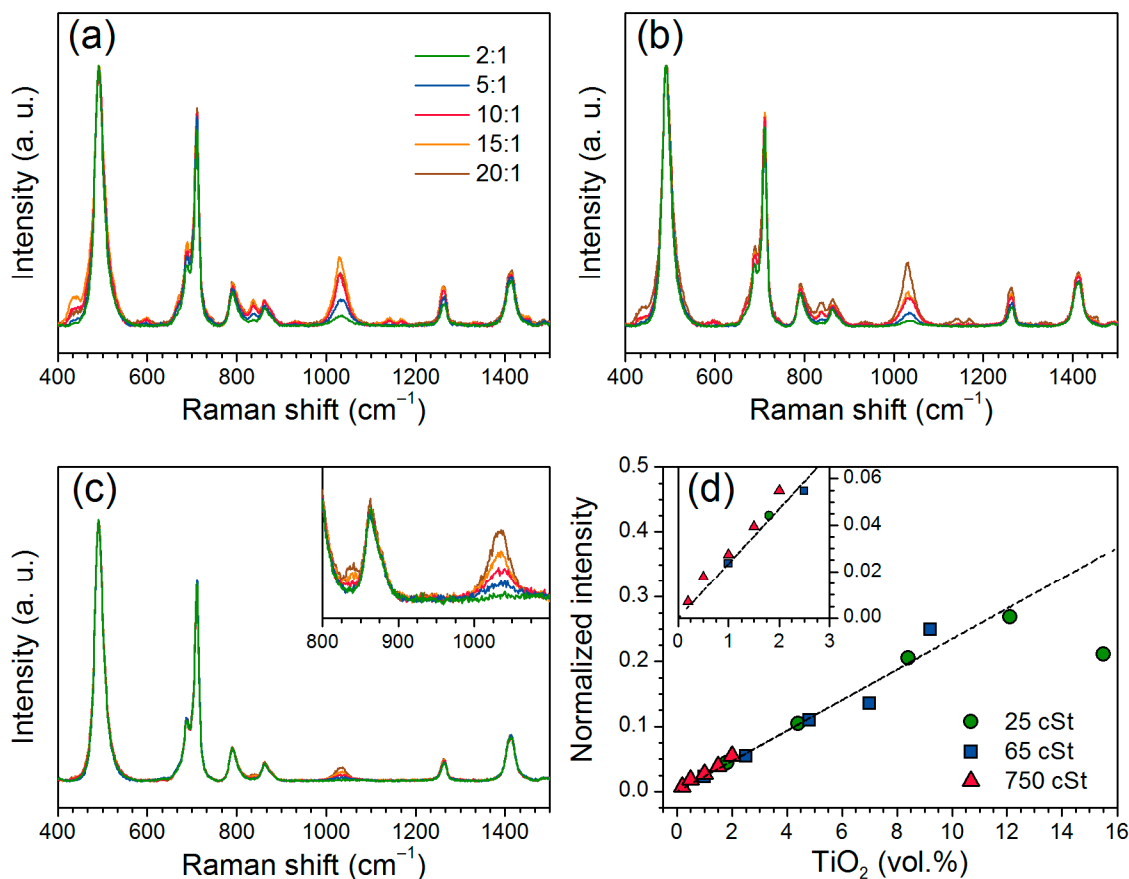 (a)
2:1
5:1
10:1
15:1
20:1
Intensity (a. u.)
400 600 800 1000 1200 1400
Raman shift (cm⁻¹)
(b)
Intensity (a. u.)
400 600 800 1000 1200 1400
Raman shift (cm⁻¹)
(c)
800 900 1000
Intensity (a. u.)
400 600 800 1000 1200 1400
Raman shift (cm⁻¹)
(d)
0.06
0.04
0.02
0.00
0 1 2 3
Normalized intensity
0.5
0.4
0.3
0.2
0.1
0.0
25 cSt
65 cSt
750 cSt
0 2 4 6 8 10 12 14 16
TiO₂ (vol.%)